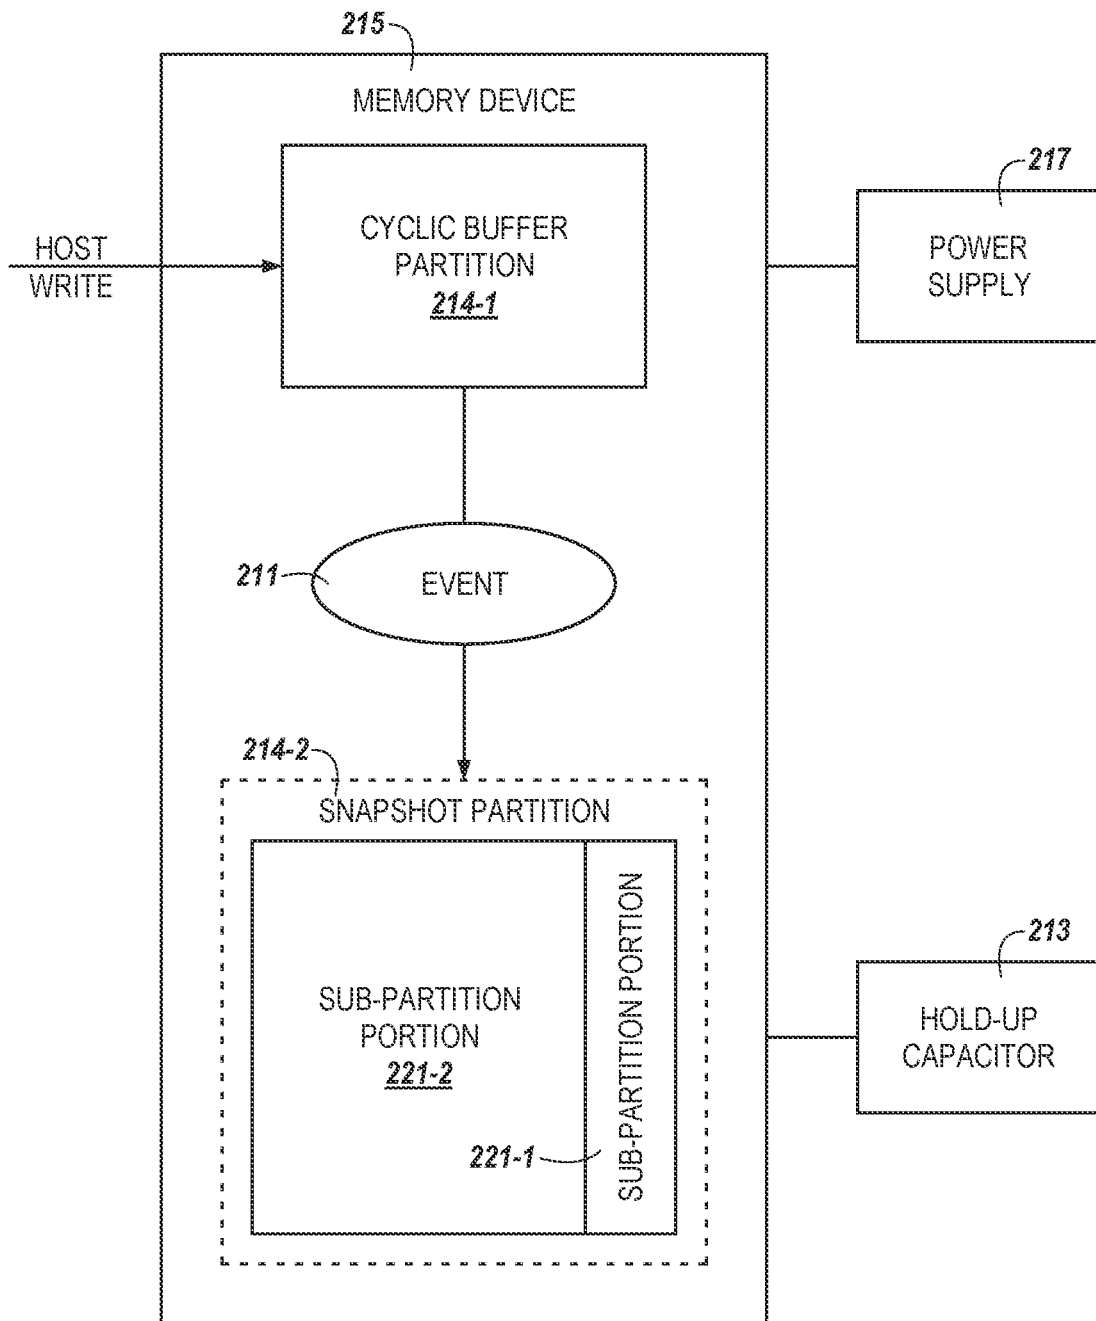 215
MEMORY DEVICE
217
CYCLIC BUFFER
PARTITION
214-1
HOST
WRITE
POWER
SUPPLY
211
EVENT
214-2
SNAPSHOT PARTITION
SUB-PARTITION
PORTION
221-2
SUB-PARTITION PORTION
221-1
213
HOLD-UP
CAPACITOR